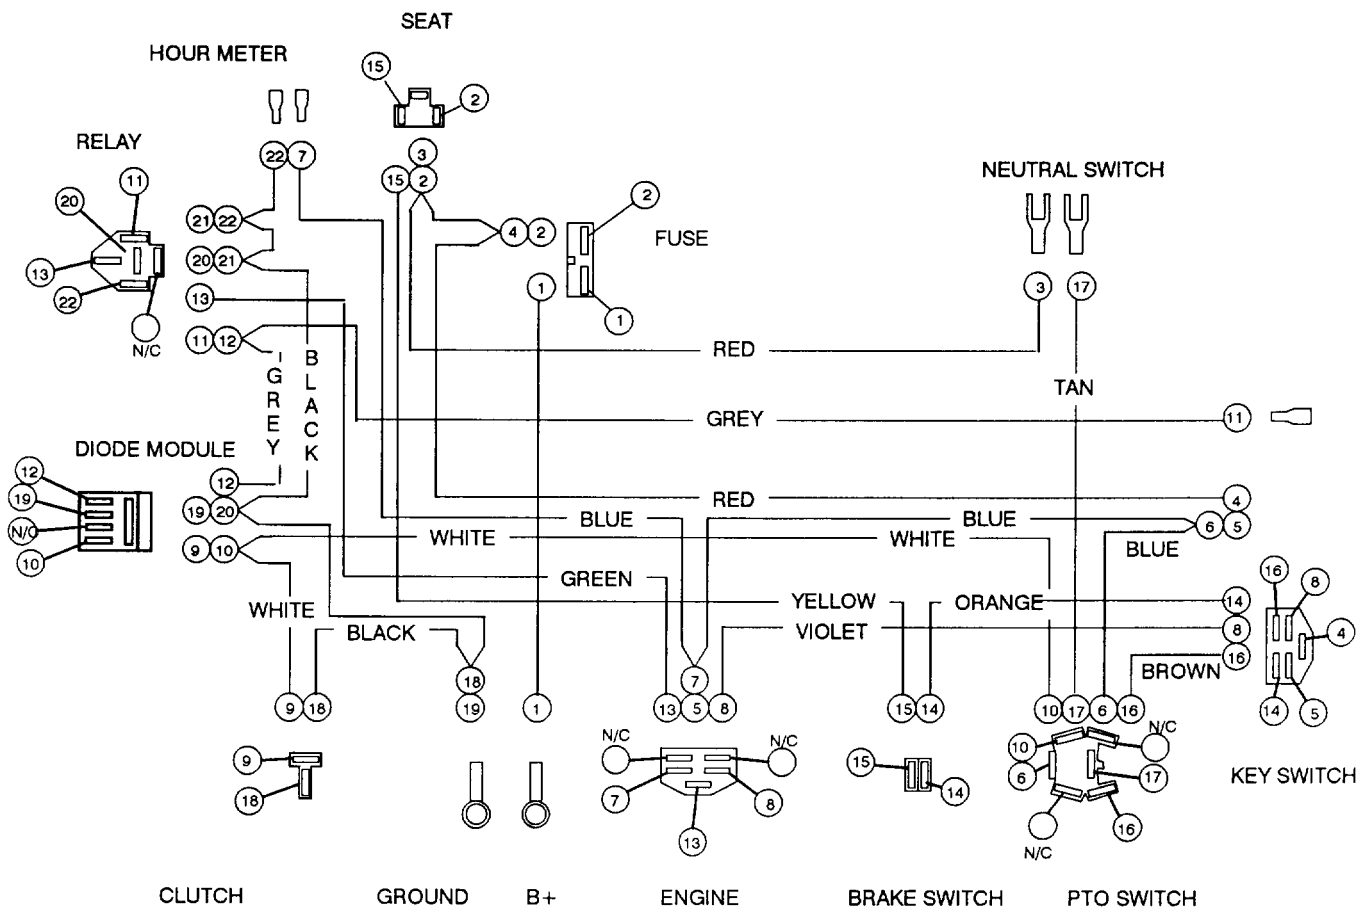 SEAT
HOUR METER
15
2
RELAY
22 7
3
15 2
NEUTRAL SWITCH
11
20
21 22
4 2
2
FUSE
13
20 21
22
13
1
1
3
17
N/C
11 12
RED
GREY
BLACK
TAN
GREY
11
DIODE MODULE
12
12
19
19 20
RED
4
BLUE
BLUE
6 5
N/C
9 10
WHITE
WHITE
BLUE
10
GREEN
16
8
WHITE
YELLOW
ORANGE
14
BLACK
VIOLET
8
4
18
7
BROWN
16
9 18
19
1
13 5 8
15 14
10 17 6 16
14
5
N/C
N/C
N/C
9
15
10
6
17
KEY SWITCH
18
7
8
14
13
16
N/C
CLUTCH
GROUND
B+
ENGINE
BRAKE SWITCH
PTO SWITCH